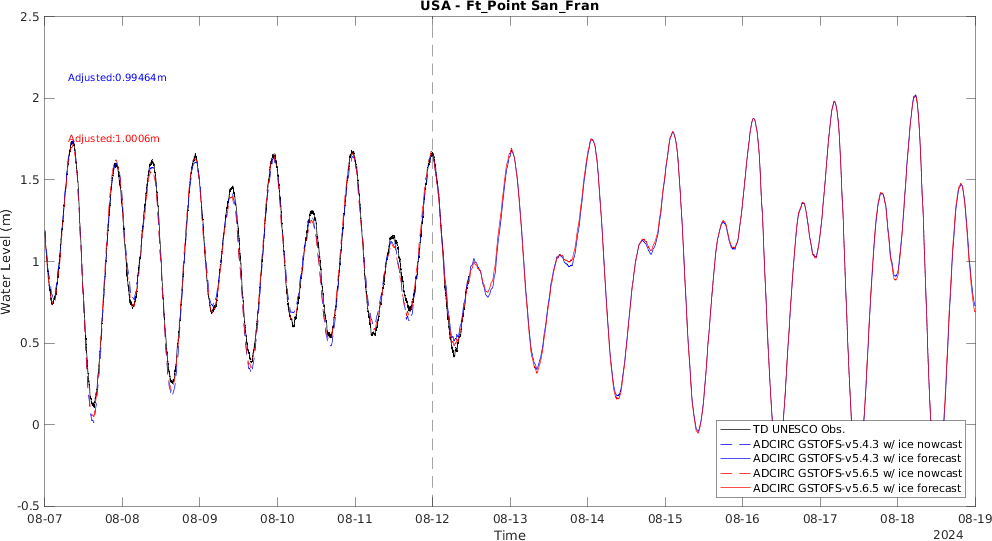 USA - Ft_Point San_Fran
2.5
Adjusted:0.99464m
2
Adjusted:1.0006m
1.5
Water Level (m)
1
0.5
0
-0.5
TD UNESCO Obs.
ADCIRC GSTOFS-v5.4.3 w/ ice nowcast
ADCIRC GSTOFS-v5.4.3 w/ ice forecast
ADCIRC GSTOFS-v5.6.5 w/ ice nowcast
ADCIRC GSTOFS-v5.6.5 w/ ice forecast
08-07 08-08 08-09 08-10 08-11 08-12 08-13 08-14 08-15 08-16 08-17 08-18 08-19
Time
2024